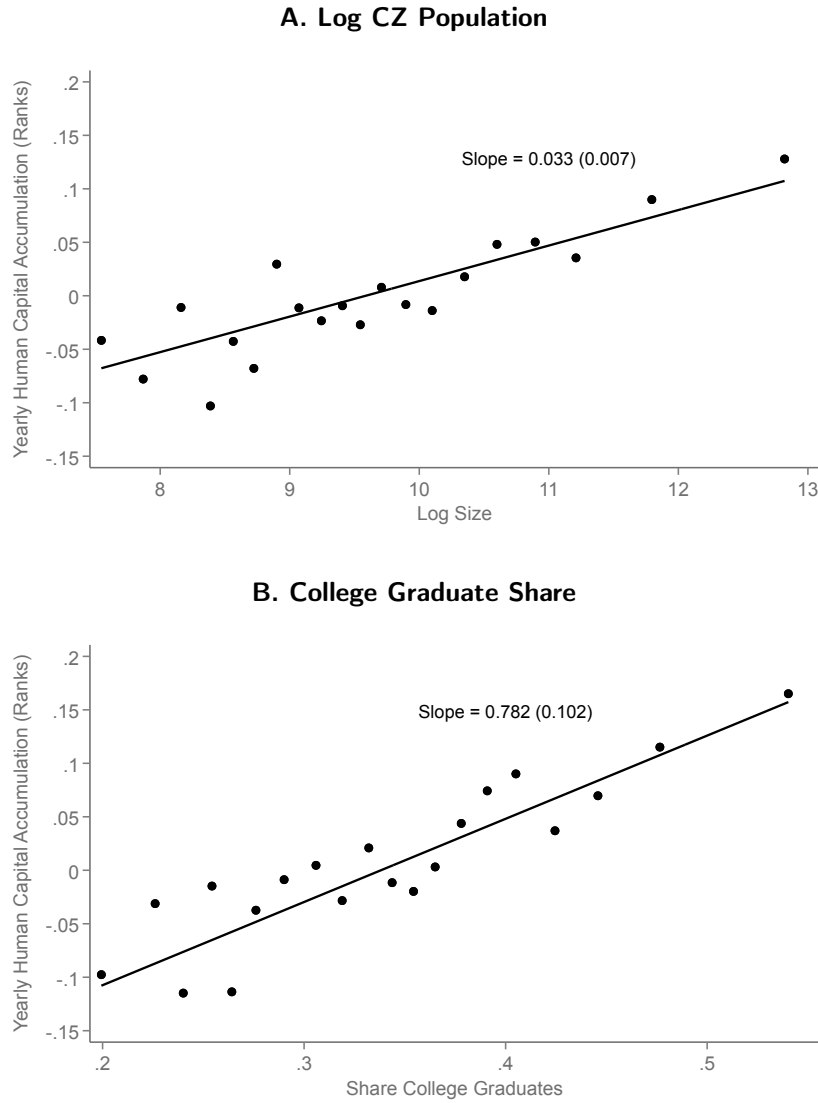 A. Log CZ Population
Yearly Human Capital Accumulation (Ranks)
.2
.15
.1
.05
0
-.05
-.1
-.15
Slope = 0.033 (0.007)
8 9 10 11 12 13
Log Size
B. College Graduate Share
Yearly Human Capital Accumulation (Ranks)
.2
.15
.1
.05
0
-.05
-.1
-.15
Slope = 0.782 (0.102)
.2 .3 .4 .5
Share College Graduates